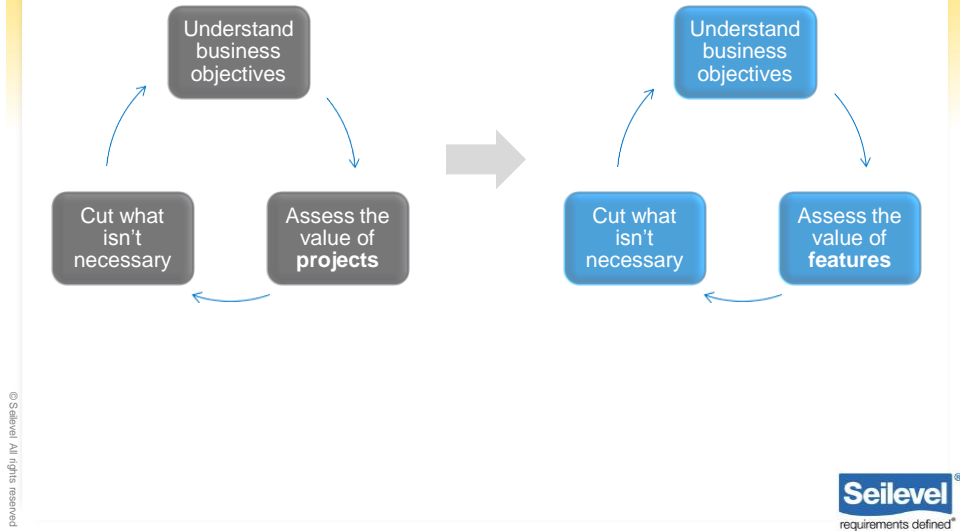 Understand
business
objectives
Cut what
isn't
necessary
Assess the
value of
projects
Understand
business
objectives
Cut what
isn't
necessary
Assess the
value of
features
© Seilevel All rights reserved
Seilevel®
requirements defined®